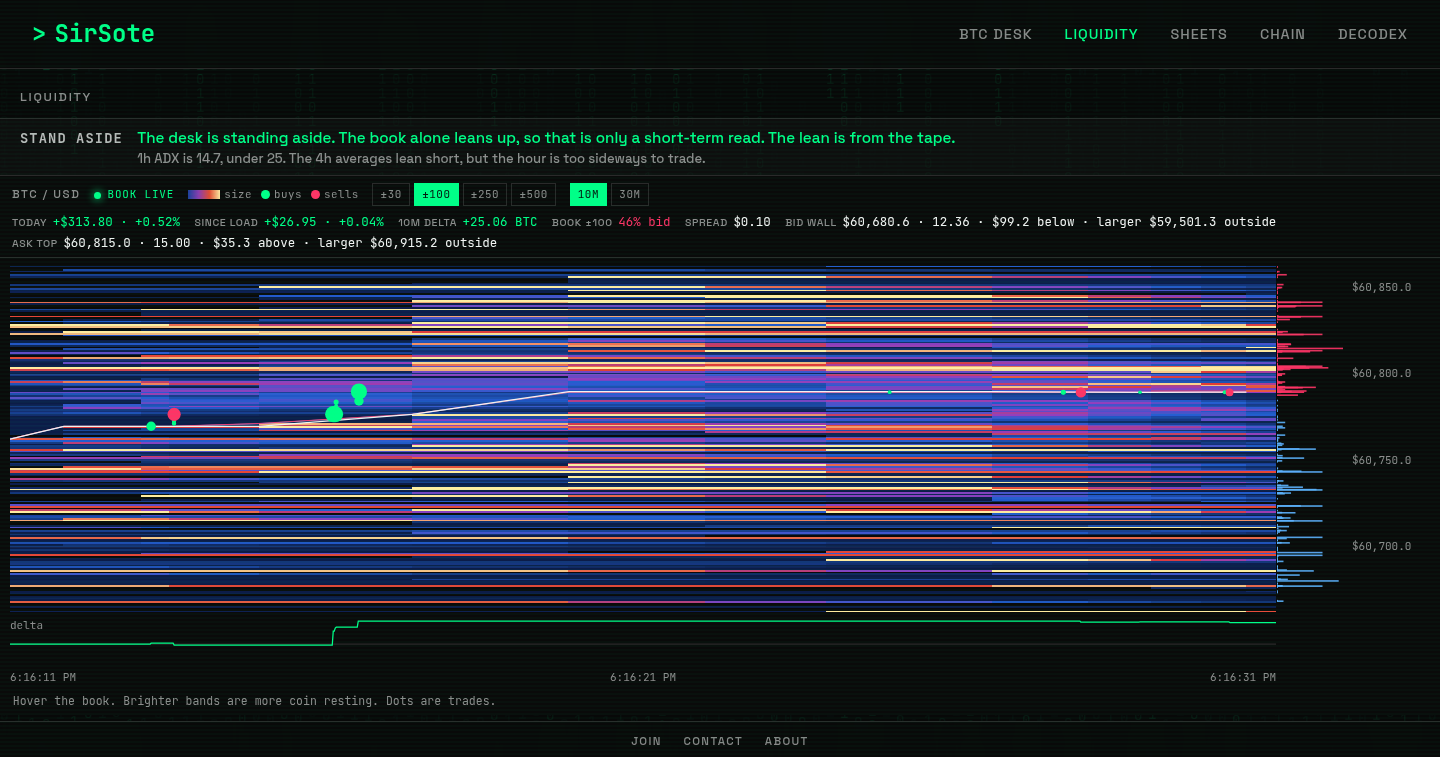 > SirSote
BTC DESK LIQUIDITY SHEETS CHAIN DECODEX
LIQUIDITY
STAND ASIDE The desk is standing aside. The book alone leans up, so that is only a short-term read. The lean is from the tape.
1h ADX is 14.7, under 25. The 4h averages lean short, but the hour is too sideways to trade.
BTC / USD BOOK LIVE size buys sells ±30 ±100 ±250 ±500 10M 30M
TODAY +$313.80 · +0.52% SINCE LOAD +$26.95 · +0.04% 10M DELTA +25.06 BTC BOOK ±100 46% bid SPREAD $0.10 BID WALL $60,680.6 · 12.36 · $99.2 below · larger $59,501.3 outside
ASK TOP $60,815.0 · 15.00 · $35.3 above · larger $60,915.2 outside
$60,850.0
$60,800.0
$60,750.0
$60,700.0
delta
6:16:11 PM 6:16:21 PM 6:16:31 PM
Hover the book. Brighter bands are more coin resting. Dots are trades.
JOIN CONTACT ABOUT